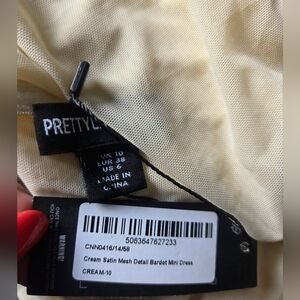 PRETTYL
UK 10
EUR 38
US 6
MADE IN
CHINA
5063647627233
CNN0416/14/68
Cream Satin Mesh Detail Bardot Mini Dress
CREAM-10